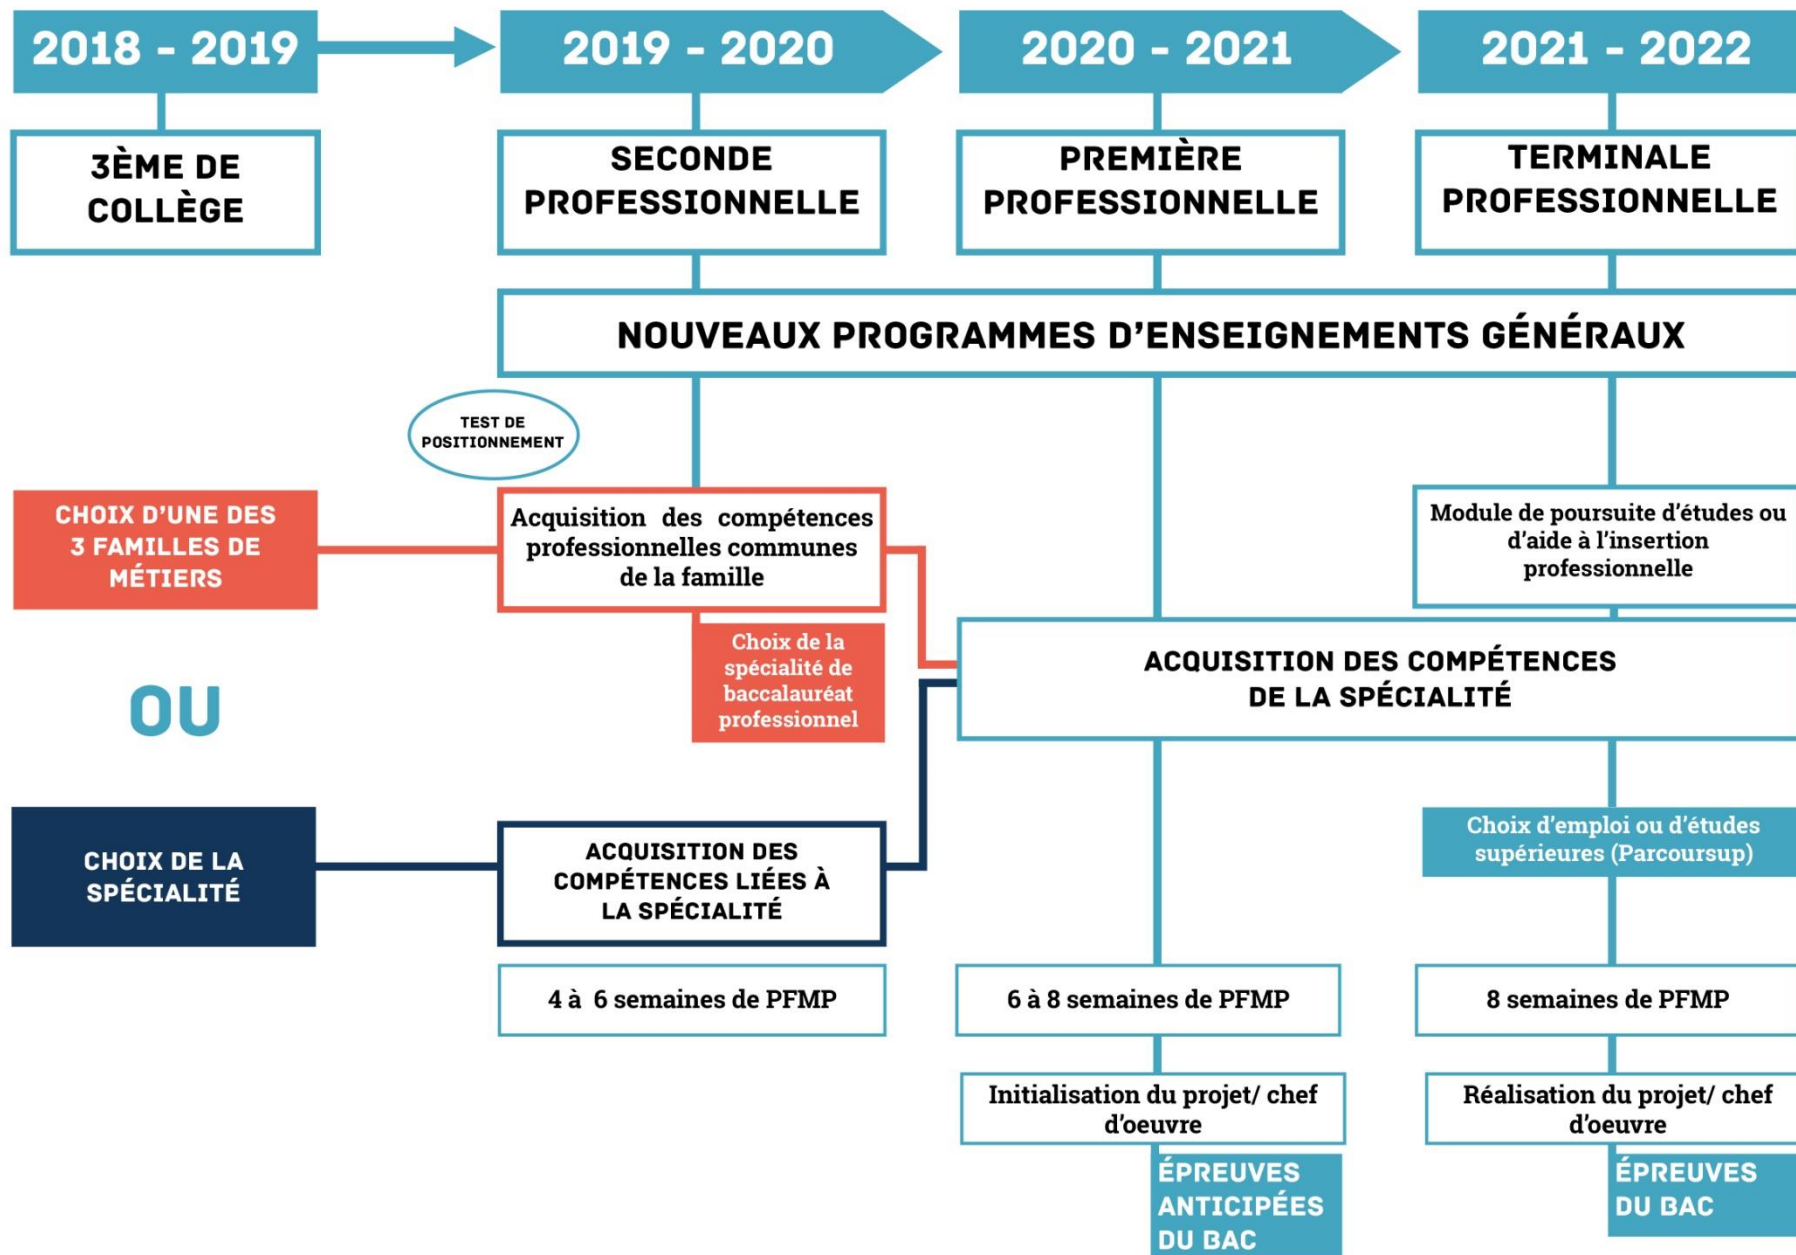 2018 - 2019
2019 - 2020
2020 - 2021
2021 - 2022
3ÈME DE
COLLÈGE
SECONDE
PROFESSIONNELLE
PREMIÈRE
PROFESSIONNELLE
TERMINALE
PROFESSIONNELLE
NOUVEAUX PROGRAMMES D'ENSEIGNEMENTS GÉNÉRAUX
TEST DE
POSITIONNEMENT
CHOIX D'UNE DES
3 FAMILLES DE
MÉTIERS
Acquisition des compétences
professionnelles communes
de la famille
Module de poursuite d'études ou
d'aide à l'insertion
professionnelle
Choix de la
spécialité de
baccalauréat
professionnel
ACQUISITION DES COMPÉTENCES
DE LA SPÉCIALITÉ
OU
CHOIX DE LA
SPÉCIALITÉ
ACQUISITION DES
COMPÉTENCES LIÉES À
LA SPÉCIALITÉ
Choix d'emploi ou d'études
supérieures (Parcoursup)
4 à 6 semaines de PFMP
6 à 8 semaines de PFMP
8 semaines de PFMP
Initialisation du projet/ chef
d'oeuvre
Réalisation du projet/ chef
d'oeuvre
ÉPREUVES
ANTICIPÉES
DU BAC
ÉPREUVES
DU BAC